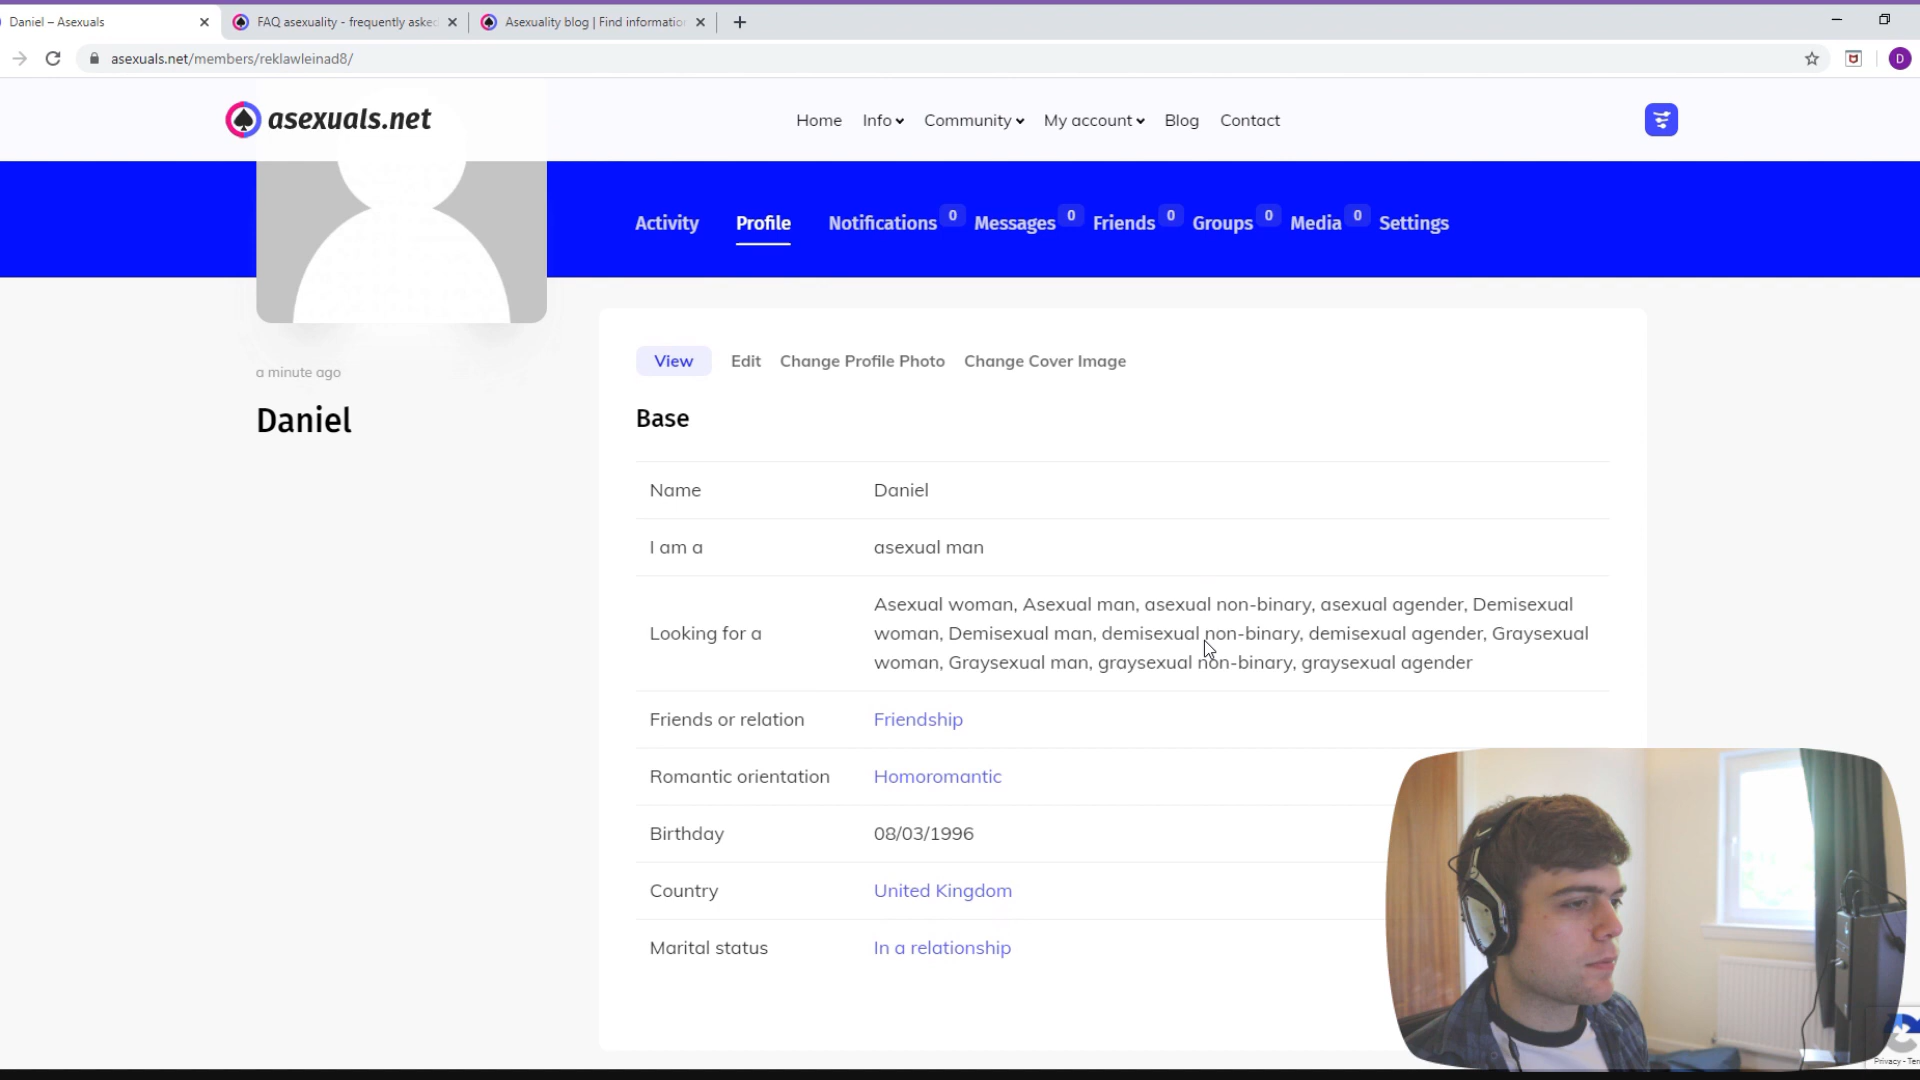 Daniel – Asexuals
FAQ asexuality - frequently asked
Asexuality blog | Find information
asexuals.net/members/reklawleinad8/
D
asexuals.net
Home Info Community My account Blog Contact
Activity Profile Notifications 0 Messages 0 Friends 0 Groups 0 Media 0 Settings
View Edit Change Profile Photo Change Cover Image
a minute ago
Daniel
Base
Name Daniel
I am a asexual man
Looking for a Asexual woman, Asexual man, asexual non-binary, asexual agender, Demisexual
woman, Demisexual man, demisexual non-binary, demisexual agender, Graysexual
woman, Graysexual man, graysexual non-binary, graysexual agender
Friends or relation Friendship
Romantic orientation Homoromantic
Birthday 08/03/1996
Country United Kingdom
Marital status In a relationship
Privacy - Ter